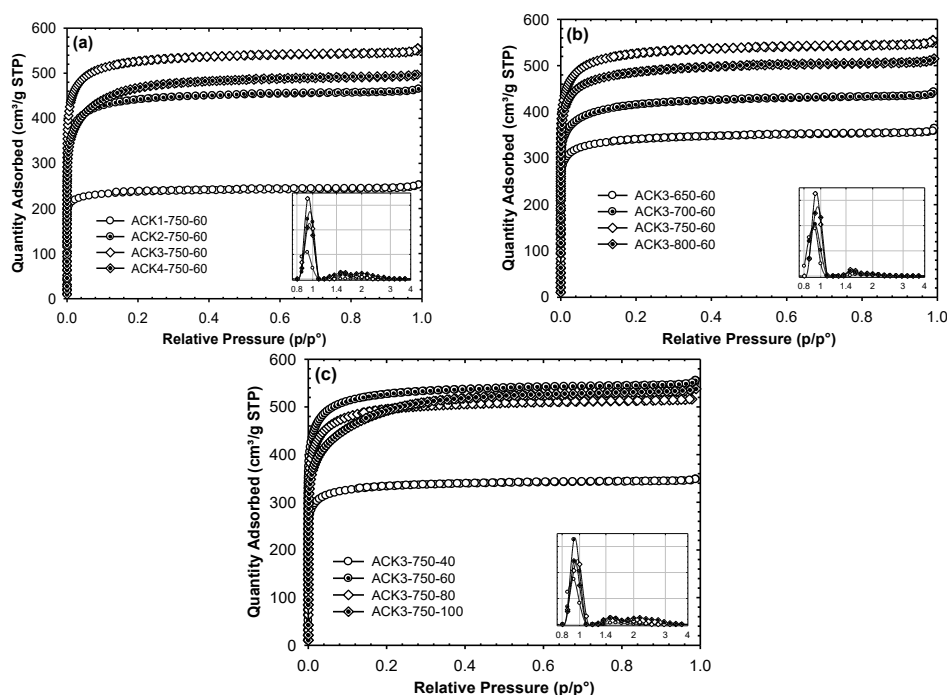 (a)
600
500
400
300
200
100
0
Quantity Adsorbed (cm³/g STP)
ACK1-750-60
ACK2-750-60
ACK3-750-60
ACK4-750-60
0.8 1 1.4 2 3 4
0.0 0.2 0.4 0.6 0.8 1.0
Relative Pressure (p/p°)
(b)
600
500
400
300
200
100
0
Quantity Adsorbed (cm³/g STP)
ACK3-650-60
ACK3-700-60
ACK3-750-60
ACK3-800-60
0.8 1 1.4 2 3 4
0.0 0.2 0.4 0.6 0.8 1.0
Relative Pressure (p/p°)
(c)
600
500
400
300
200
100
0
Quantity Adsorbed (cm³/g STP)
ACK3-750-40
ACK3-750-60
ACK3-750-80
ACK3-750-100
0.8 1 1.4 2 3 4
0.0 0.2 0.4 0.6 0.8 1.0
Relative Pressure (p/p°)